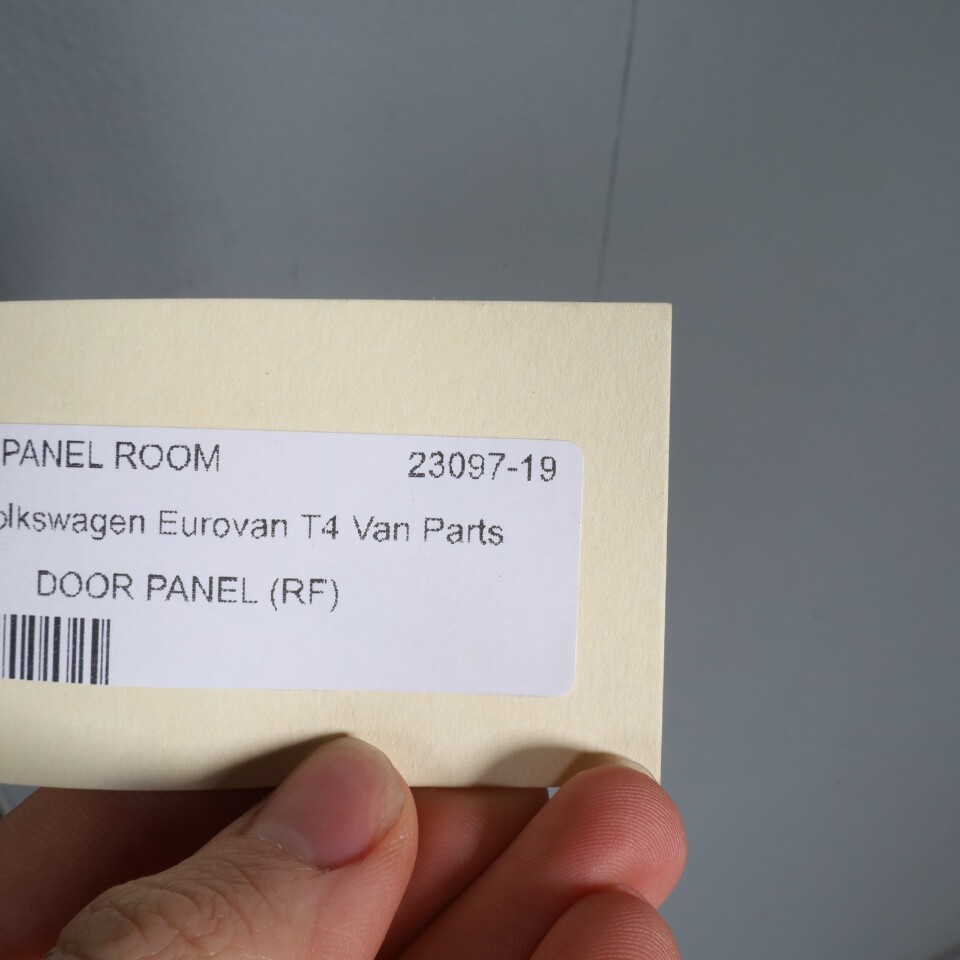 PANEL ROOM 23097-19
olkswagen Eurovan T4 Van Parts
DOOR PANEL (RF)